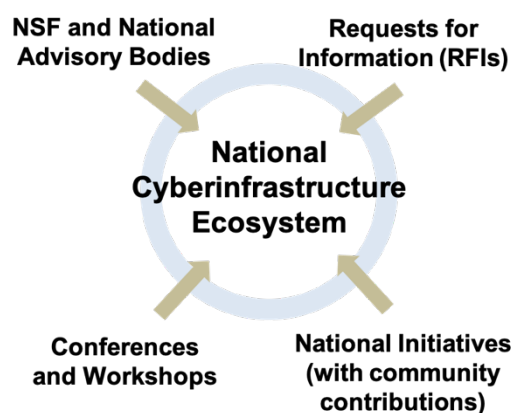 NSF and National
Advisory Bodies
Requests for
Information (RFIs)
National
Cyberinfrastructure
Ecosystem
Conferences
and Workshops
National Initiatives
(with community
contributions)